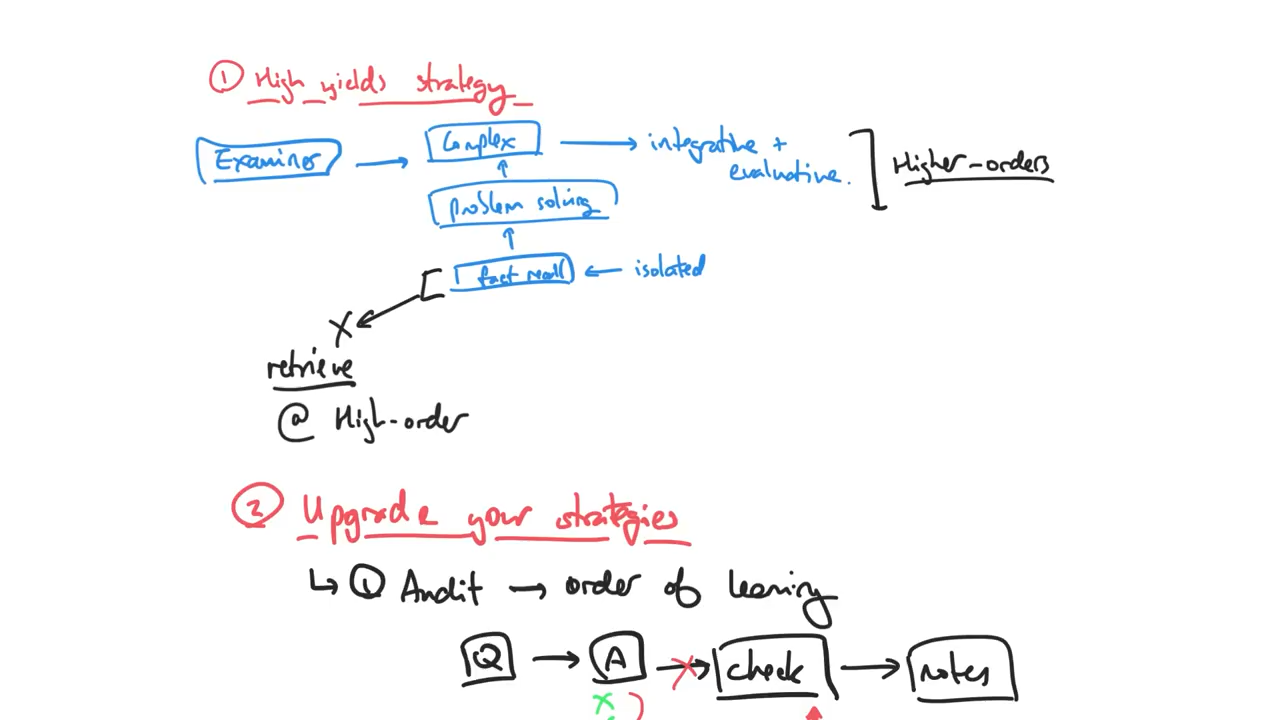 ① High yields strategy
Examiner → Complex → integrative +
evaluative.
Higher-orders
problem solving
fact recall ← isolated
X
retrieve
@ High-order
② Upgrade your strategies
↳ ① Audit → order of learning
Q → A → check → notes
x